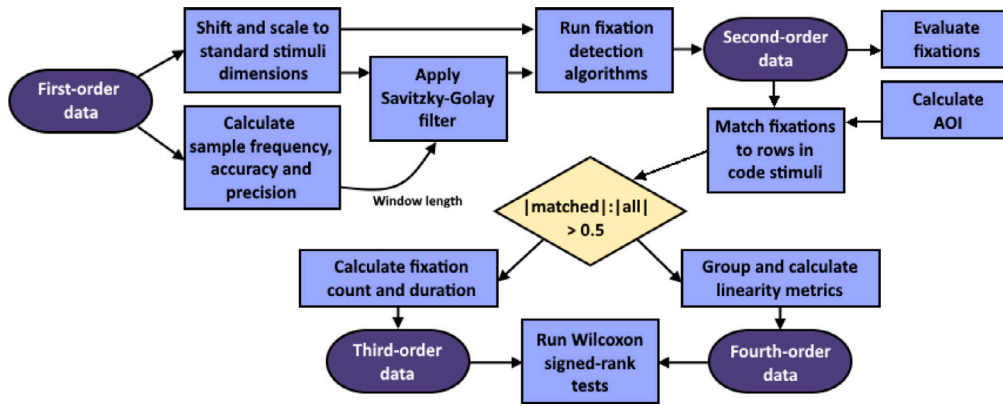 First-order
data
Shift and scale to
standard stimuli
dimensions
Calculate
sample frequency,
accuracy and
precision
Apply
Savitzky-Golay
filter
Window length
Run fixation
detection
algorithms
Second-order
data
Evaluate
fixations
Calculate
AOI
Match fixations
to rows in
code stimuli
|matched|:|all|
> 0.5
Calculate fixation
count and duration
Group and calculate
linearity metrics
Third-order
data
Run Wilcoxon
signed-rank
tests
Fourth-order
data